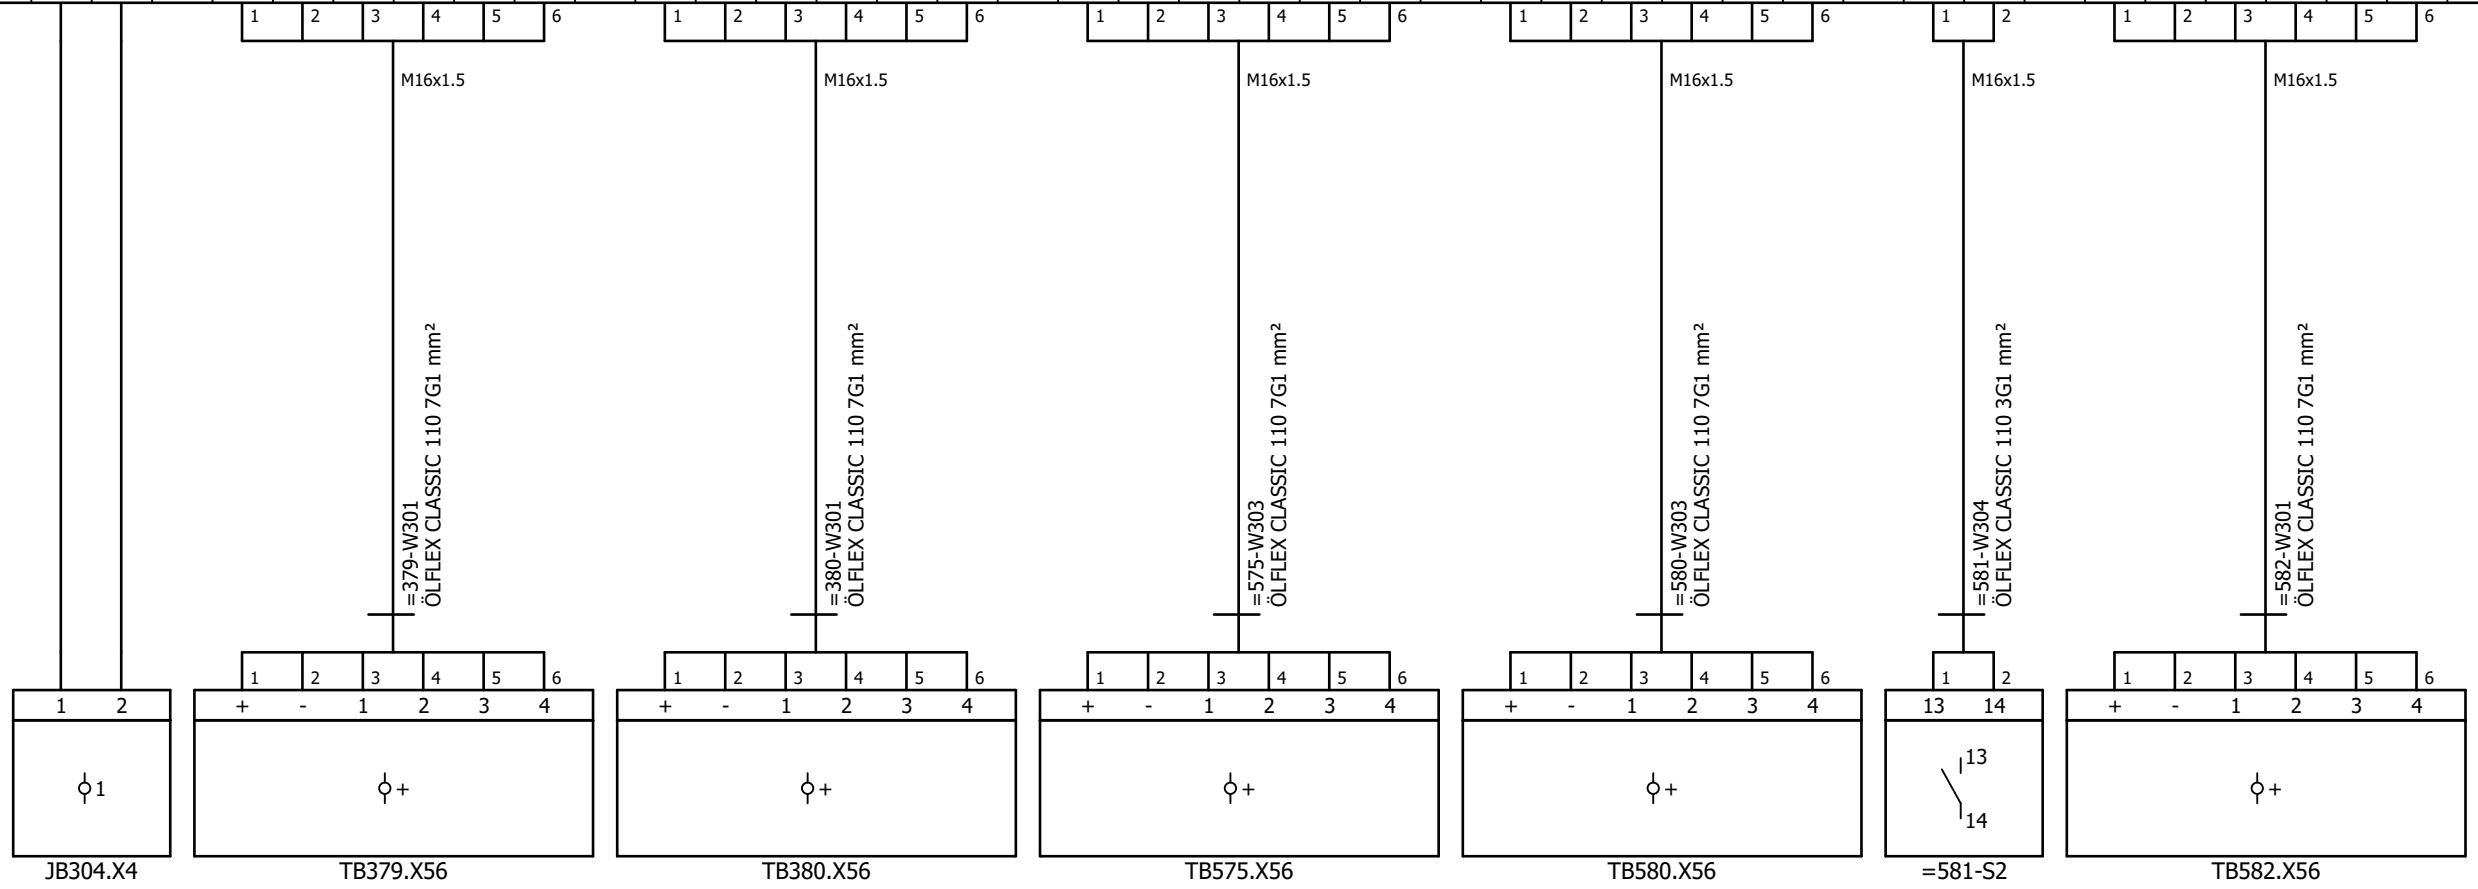 1 2 3 4 5 6 1 2 3 4 5 6 1 2 3 4 5 6 1 2 3 4 5 6 1 2 1 2 3 4 5 6
M16x1.5 M16x1.5 M16x1.5 M16x1.5 M16x1.5 M16x1.5
=379-W301
ÖLFLEX CLASSIC 110 7G1 mm²
=380-W301
ÖLFLEX CLASSIC 110 7G1 mm²
=575-W303
ÖLFLEX CLASSIC 110 7G1 mm²
=580-W303
ÖLFLEX CLASSIC 110 7G1 mm²
=581-W304
ÖLFLEX CLASSIC 110 3G1 mm²
=582-W301
ÖLFLEX CLASSIC 110 7G1 mm²
1 2 3 4 5 6 1 2 3 4 5 6 1 2 3 4 5 6 1 2 3 4 5 6 1 2 1 2 3 4 5 6
1 2 + - 1 2 3 4 + - 1 2 3 4 + - 1 2 3 4 + - 1 2 3 4 13 14 + - 1 2 3 4
13
1 + + + + +
14
JB304.X4 TB379.X56 TB380.X56 TB575.X56 TB580.X56 =581-S2 TB582.X56